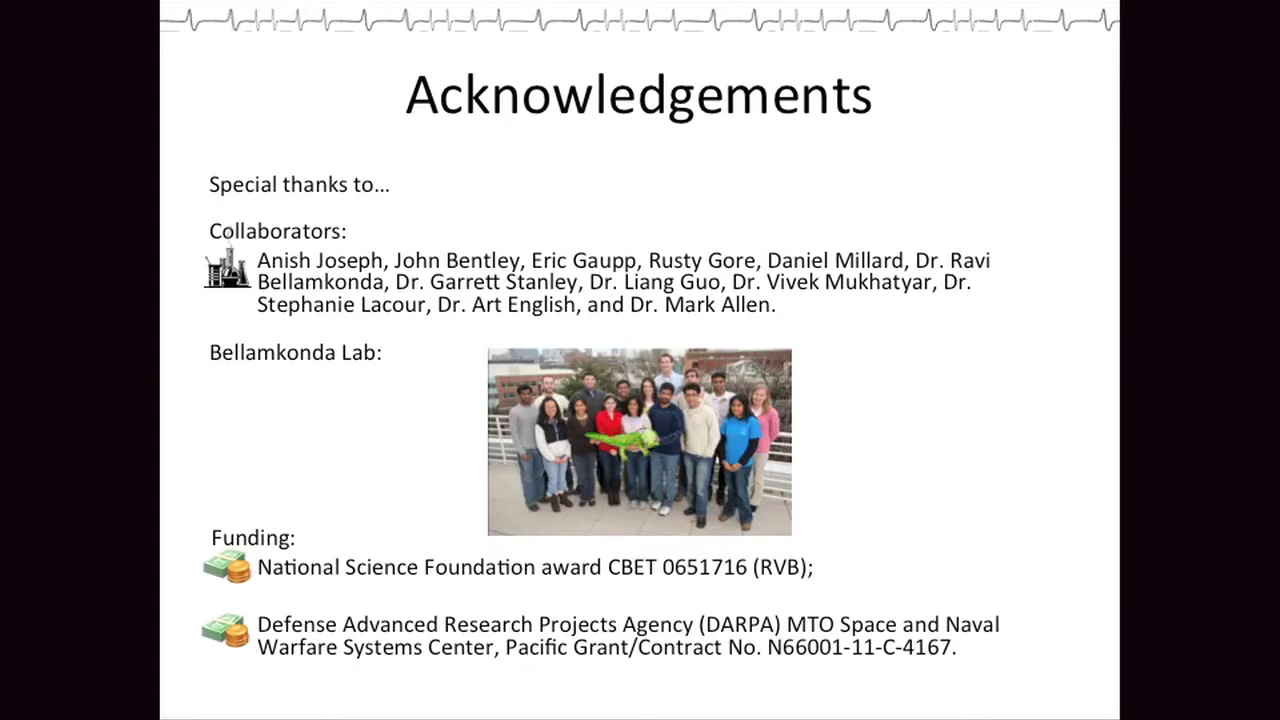 Acknowledgements
Special thanks to...
Collaborators:
Anish Joseph, John Bentley, Eric Gaupp, Rusty Gore, Daniel Millard, Dr. Ravi
Bellamkonda, Dr. Garrett Stanley, Dr. Liang Guo, Dr. Vivek Mukhatyar, Dr.
Stephanie Lacour, Dr. Art English, and Dr. Mark Allen.
Bellamkonda Lab:
Funding:
National Science Foundation award CBET 0651716 (RVB);
Defense Advanced Research Projects Agency (DARPA) MTO Space and Naval
Warfare Systems Center, Pacific Grant/Contract No. N66001-11-C-4167.